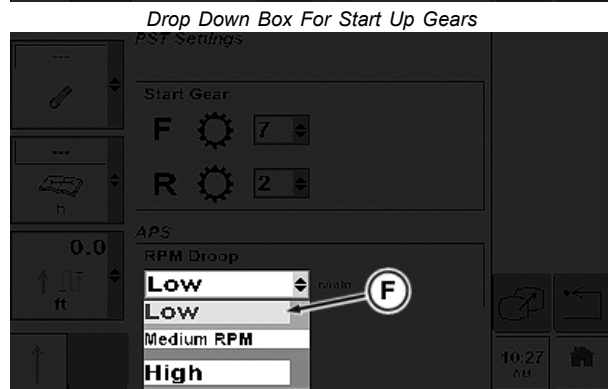 Drop Down Box For Start Up Gears
PST Settings
---
Start Gear
F 7
---
R 2
h
APS
0.0
RPM Droop
Low r/min
F
ft
Low
Medium RPM
High
10:27
AM